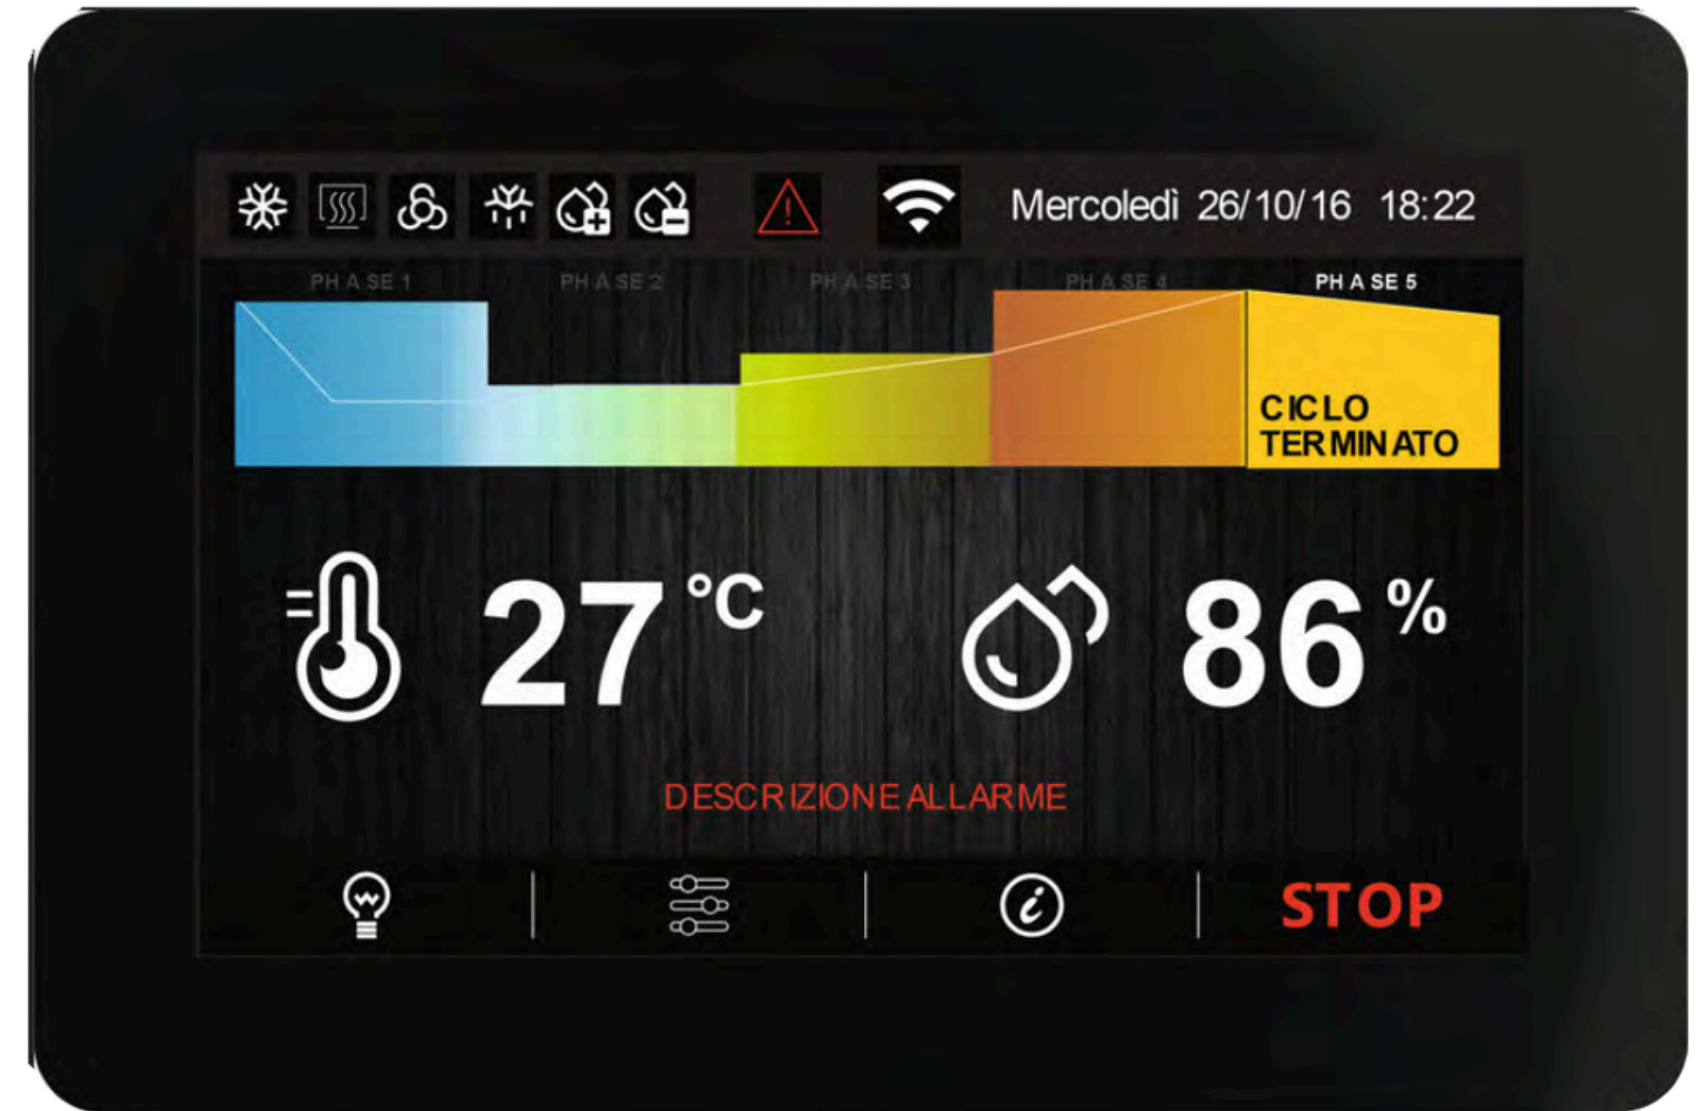 Mercoledì 26/10/16 18:22
PHASE 1 PHASE 2 PHASE 3 PHASE 4 PHASE 5
CICLO
TERMINATO
27 °C 86 %
DESCRIZIONE ALLARME
STOP